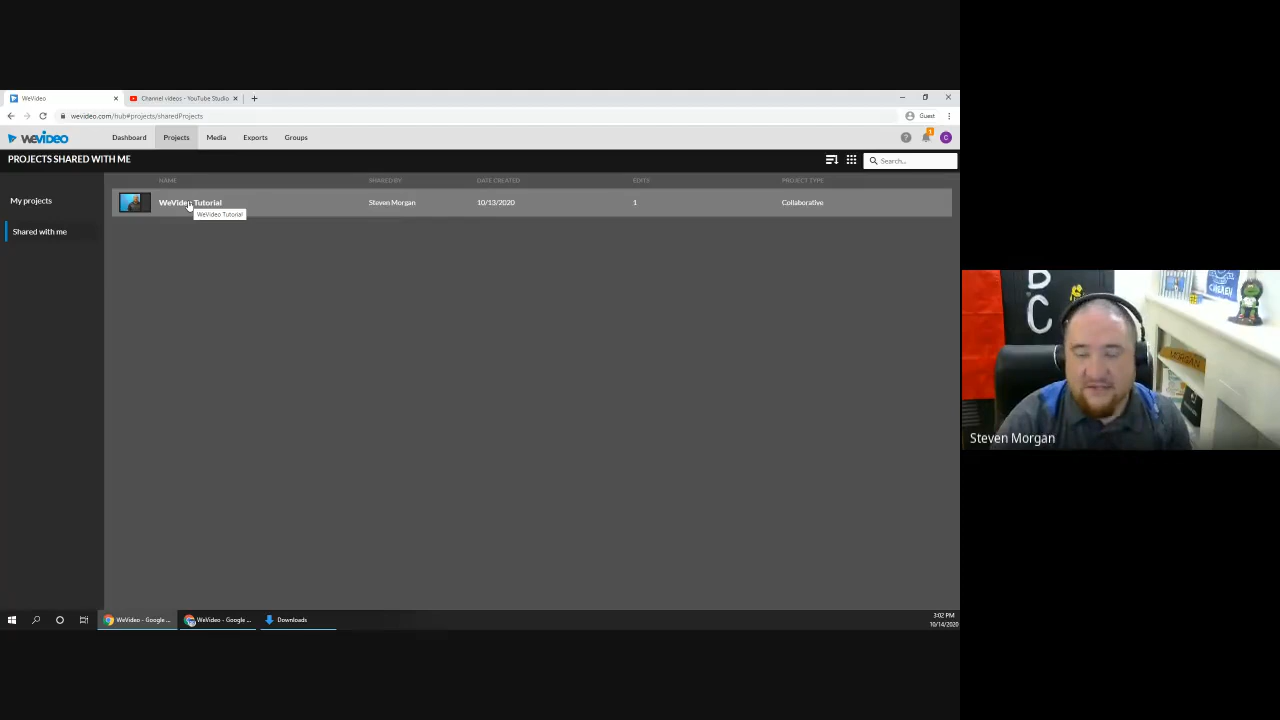 WeVideo
Channel videos - YouTube Studio
wevideo.com/hub#projects/sharedProjects
Guest
WEVIDEO
Dashboard
Projects
Media
Exports
Groups
1
C
PROJECTS SHARED WITH ME
Search...
NAME
SHARED BY
DATE CREATED
EDITS
PROJECT TYPE
My projects
WeVideo Tutorial
Steven Morgan
10/13/2020
1
Collaborative
WeVideo Tutorial
Shared with me
B
C
CHICKEN
MORGAN
Steven Morgan
WeVideo - Google ...
WeVideo - Google ...
Downloads
3:02 PM
10/14/2020